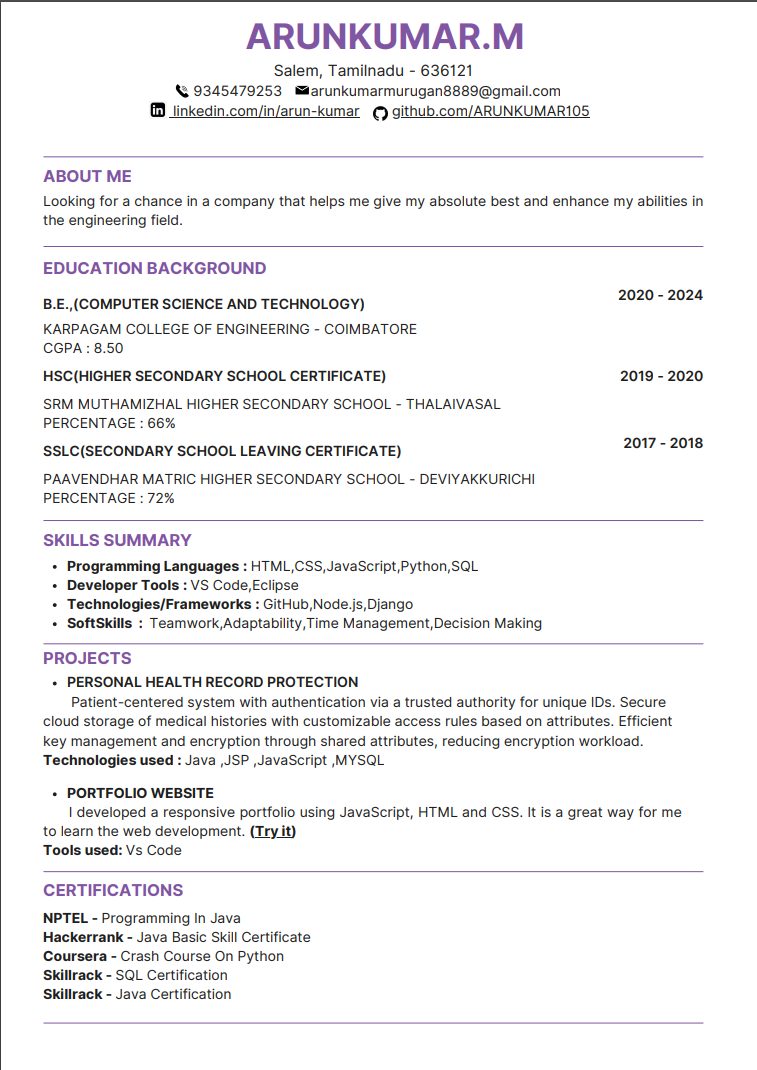 ARUNKUMAR.M
Salem, Tamilnadu - 636121
9345479253 arunkumarmurugan8889@gmail.com
linkedin.com/in/arun-kumar github.com/ARUNKUMAR105
ABOUT ME
Looking for a chance in a company that helps me give my absolute best and enhance my abilities in
the engineering field.
EDUCATION BACKGROUND
B.E.,(COMPUTER SCIENCE AND TECHNOLOGY) 2020 - 2024
KARPAGAM COLLEGE OF ENGINEERING - COIMBATORE
CGPA : 8.50
HSC(HIGHER SECONDARY SCHOOL CERTIFICATE) 2019 - 2020
SRM MUTHAMIZHAL HIGHER SECONDARY SCHOOL - THALAIVASAL
PERCENTAGE : 66%
SSLC(SECONDARY SCHOOL LEAVING CERTIFICATE) 2017 - 2018
PAAVENDHAR MATRIC HIGHER SECONDARY SCHOOL - DEVIYAKKURICHI
PERCENTAGE : 72%
SKILLS SUMMARY
• Programming Languages : HTML,CSS,JavaScript,Python,SQL
• Developer Tools : VS Code,Eclipse
• Technologies/Frameworks : GitHub,Node.js,Django
• SoftSkills : Teamwork,Adaptability,Time Management,Decision Making
PROJECTS
• PERSONAL HEALTH RECORD PROTECTION
Patient-centered system with authentication via a trusted authority for unique IDs. Secure
cloud storage of medical histories with customizable access rules based on attributes. Efficient
key management and encryption through shared attributes, reducing encryption workload.
Technologies used : Java ,JSP ,JavaScript ,MYSQL
• PORTFOLIO WEBSITE
I developed a responsive portfolio using JavaScript, HTML and CSS. It is a great way for me
to learn the web development. (Try it)
Tools used: Vs Code
CERTIFICATIONS
NPTEL - Programming In Java
Hackerrank - Java Basic Skill Certificate
Coursera - Crash Course On Python
Skillrack - SQL Certification
Skillrack - Java Certification